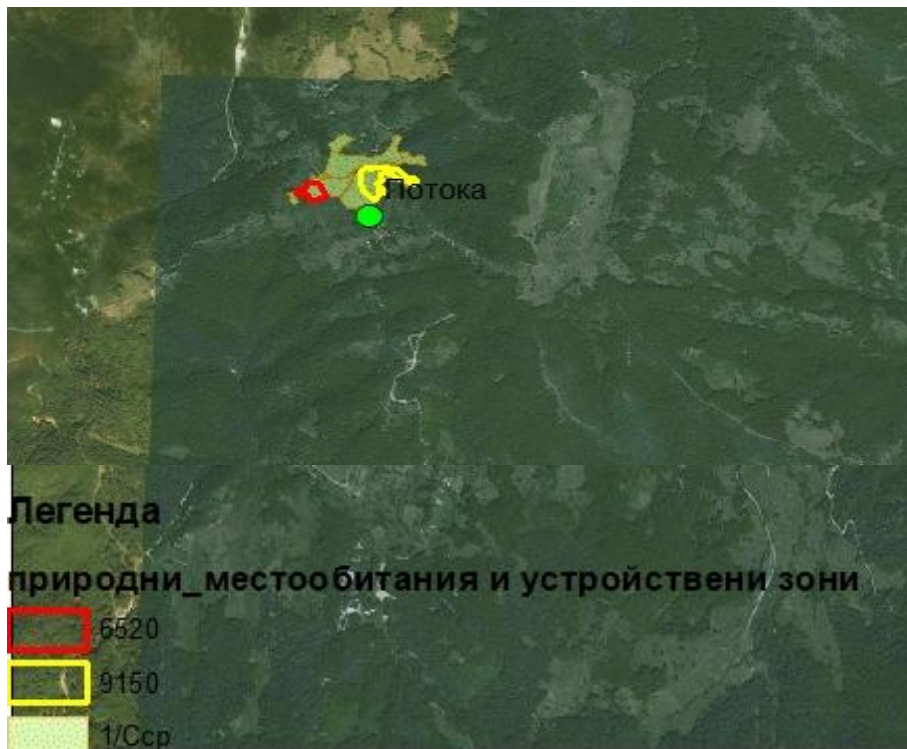 Потока
Легенда
природни_местообитания и устройствени зони
6520
9150
1/Сср